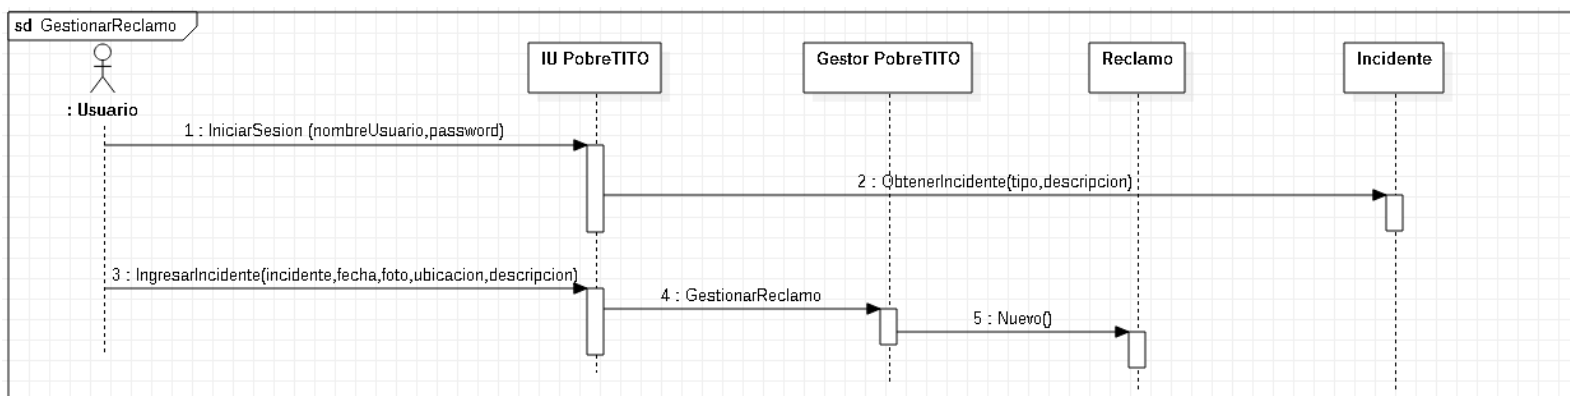 sd GestionarReclamo
: Usuario
IU PobreTITO
Gestor PobreTITO
Reclamo
Incidente
1 : IniciarSesion (nombreUsuario,password)
2 : ObtenerIncidente(tipo,descripcion)
3 : IngresarIncidente(incidente,fecha,foto,ubicacion,descripcion)
4 : GestionarReclamo
5 : Nuevo()